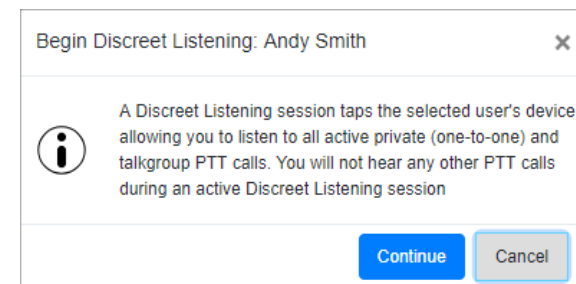 Begin Discreet Listening: Andy Smith
A Discreet Listening session taps the selected user's device
allowing you to listen to all active private (one-to-one) and
talkgroup PTT calls. You will not hear any other PTT calls
during an active Discreet Listening session
Continue Cancel